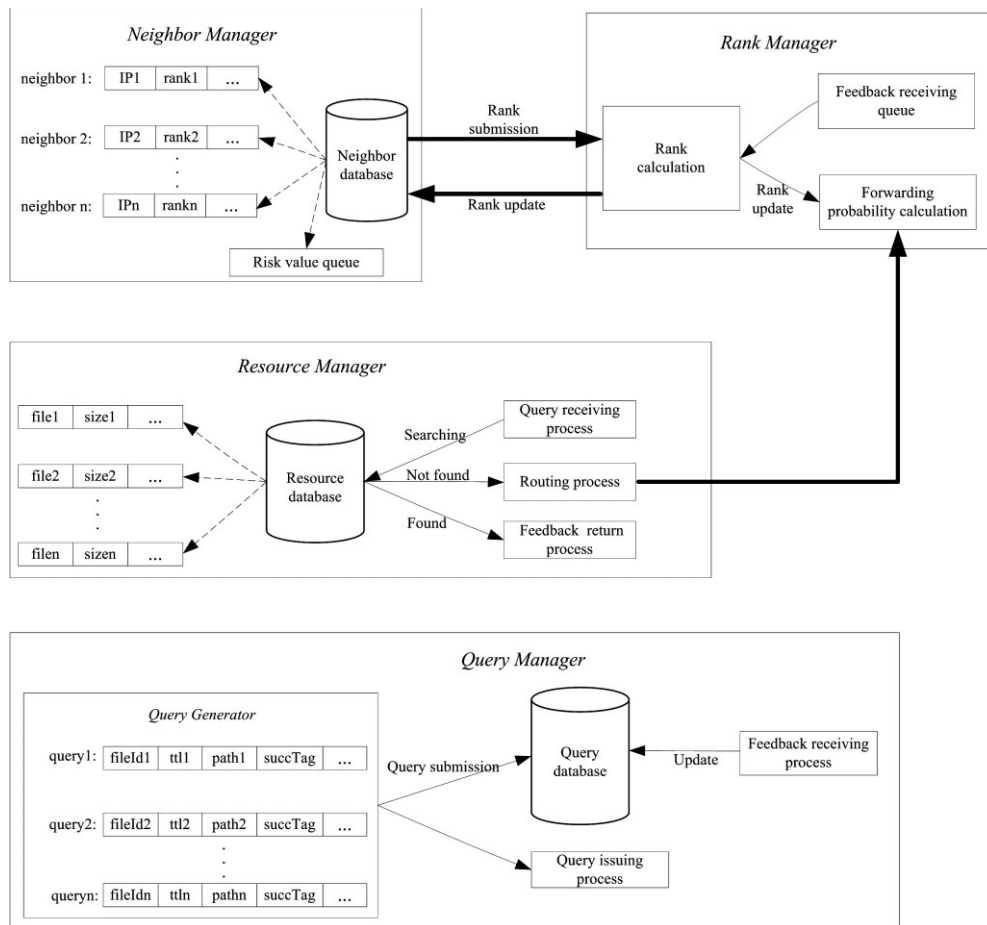 Neighbor Manager
neighbor 1: IP1 rank1 ...
neighbor 2: IP2 rank2 ...
neighbor n: IPn rankn ...
Neighbor
database
Risk value queue
Rank
submission
Rank update
Rank Manager
Rank
calculation
Feedback receiving
queue
Rank
update
Forwarding
probability calculation
Resource Manager
file1 size1 ...
file2 size2 ...
filen sizen ...
Resource
database
Searching
Not found
Found
Query receiving
process
Routing process
Feedback return
process
Query Manager
Query Generator
query1: fileId1 ttl1 path1 succTag ...
query2: fileId2 ttl2 path2 succTag ...
queryn: fileIdn ttln pathn succTag ...
Query submission
Query
database
Update
Feedback receiving
process
Query issuing
process